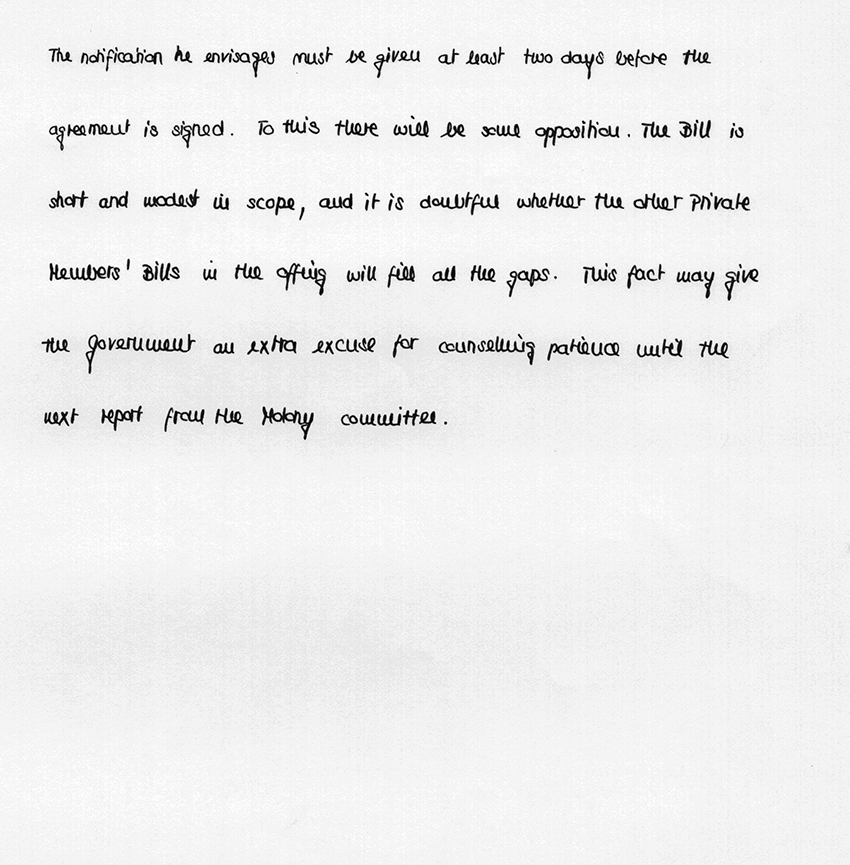 The notification he envisages must be given at least two days before the
agreement is signed. To this there will be some opposition. The Bill is
short and modest in scope, and it is doubtful whether the other Private
Members' Bills in the offing will fill all the gaps. This fact may give
the government an extra excuse for counselling patience until the
next report from the Molony committee.